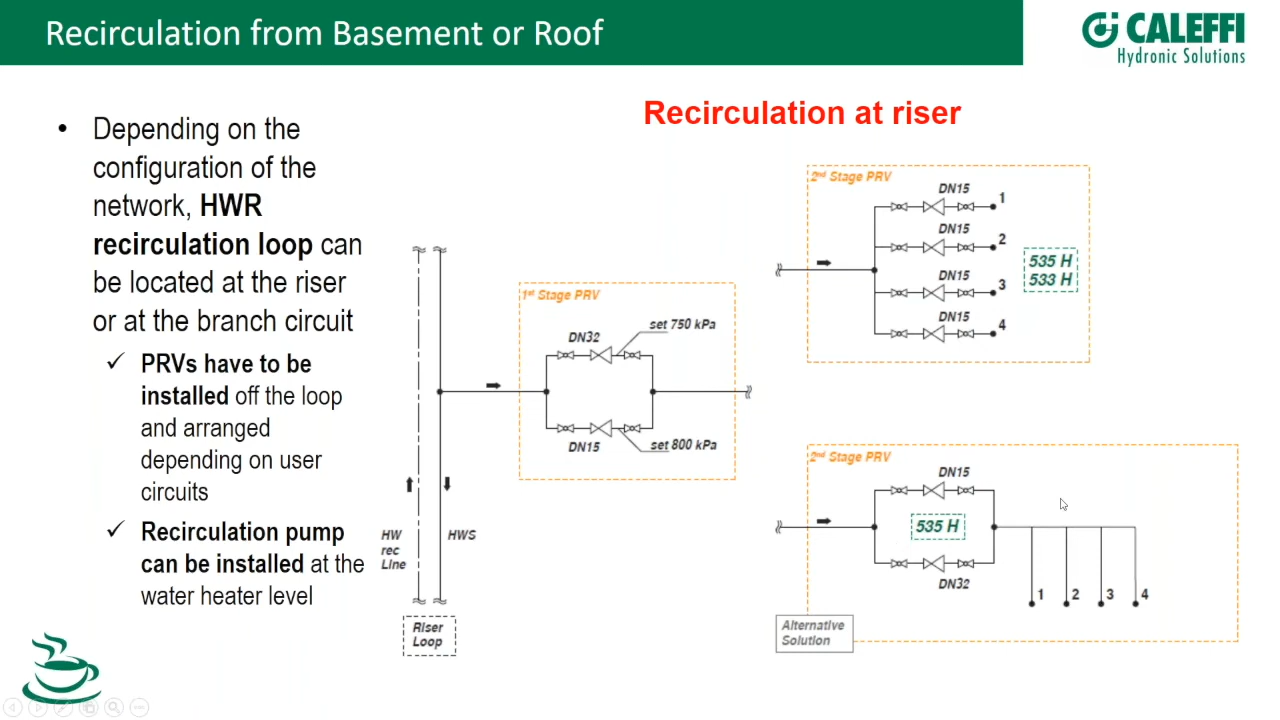 Recirculation from Basement or Roof
CALEFFI
Hydronic Solutions
• Depending on the
configuration of the
network, HWR
recirculation loop can
be located at the riser
or at the branch circuit
✓ PRVs have to be
installed off the loop
and arranged
depending on user
circuits
✓ Recirculation pump
can be installed at the
water heater level
Recirculation at riser
HW
rec
Line
HWS
Riser
Loop
1st Stage PRV
DN32
set 750 kPa
DN15
set 800 kPa
2nd Stage PRV
DN15
1
DN15
2
DN15
3
DN15
4
535 H
533 H
2nd Stage PRV
DN15
535 H
DN32
1 2 3 4
Alternative
Solution